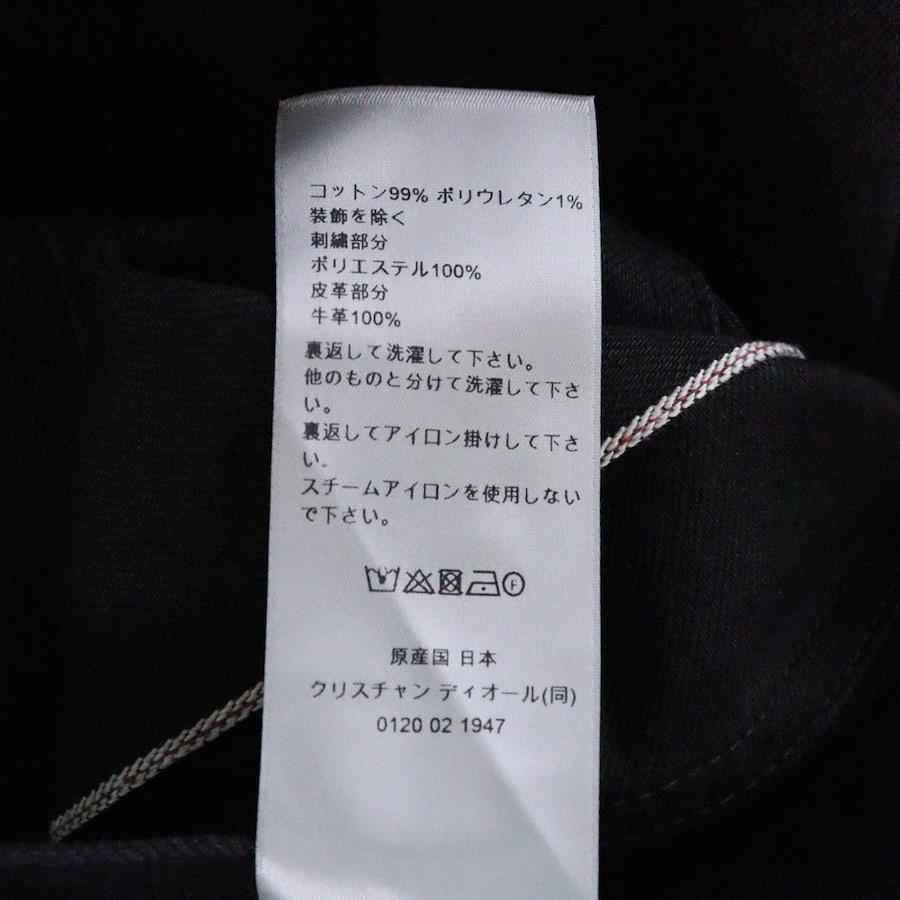 コットン99% ポリウレタン1%
装飾を除く
刺繍部分
ポリエステル100%
皮革部分
牛革100%
裏返して洗濯して下さい。
他のものと分けて洗濯して下さ
い。
裏返してアイロン掛けして下さ
い.
スチームアイロンを使用しない
で下さい。
F
原産国 日本
クリスチャン ディオール(同)
0120 02 1947